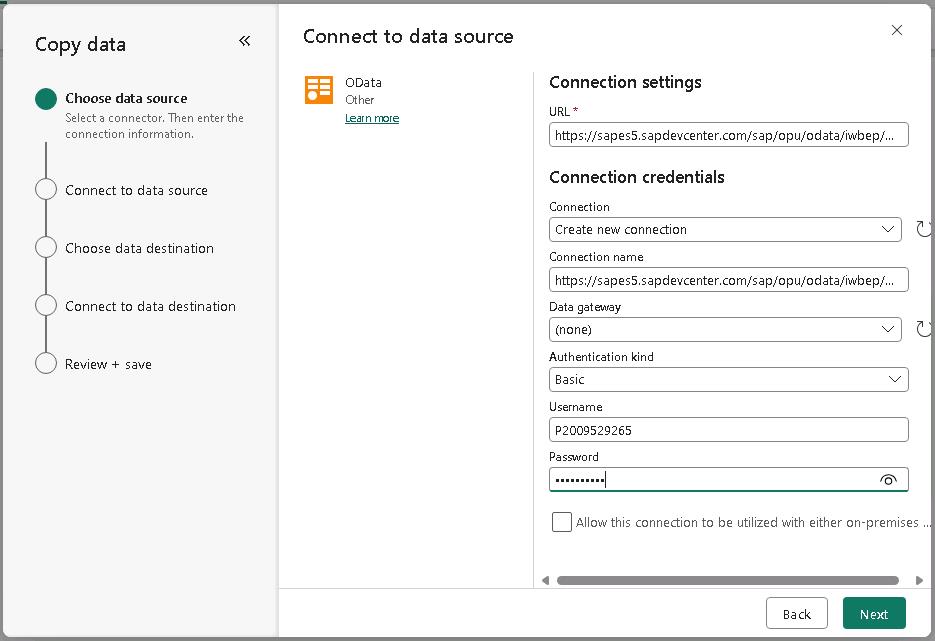 Copy data
Choose data source
Select a connector. Then enter the
connection information.
Connect to data source
Choose data destination
Connect to data destination
Review + save
Connect to data source
OData
Other
Learn more
Connection settings
URL *
https://sapes5.sapdevcenter.com/sap/opu/odata/iwbep/...
Connection credentials
Connection
Create new connection
Connection name
https://sapes5.sapdevcenter.com/sap/opu/odata/iwbep/...
Data gateway
(none)
Authentication kind
Basic
Username
P2009529265
Password
••••••••••
Allow this connection to be utilized with either on-premises ...
Back
Next